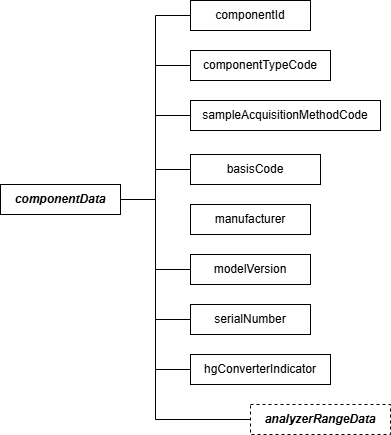 componentId
componentTypeCode
sampleAcquisitionMethodCode
basisCode
componentData
manufacturer
modelVersion
serialNumber
hgConverterIndicator
analyzerRangeData